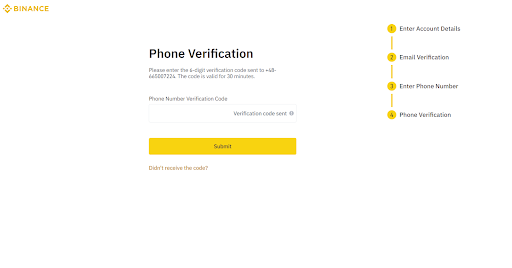 BINANCE
Phone Verification
Please enter the 6-digit verification code sent to +48-
665007224. The code is valid for 30 minutes.
Phone Number Verification Code
Verification code sent
Submit
Didn't receive the code?
1 Enter Account Details
2 Email Verification
3 Enter Phone Number
4 Phone Verification